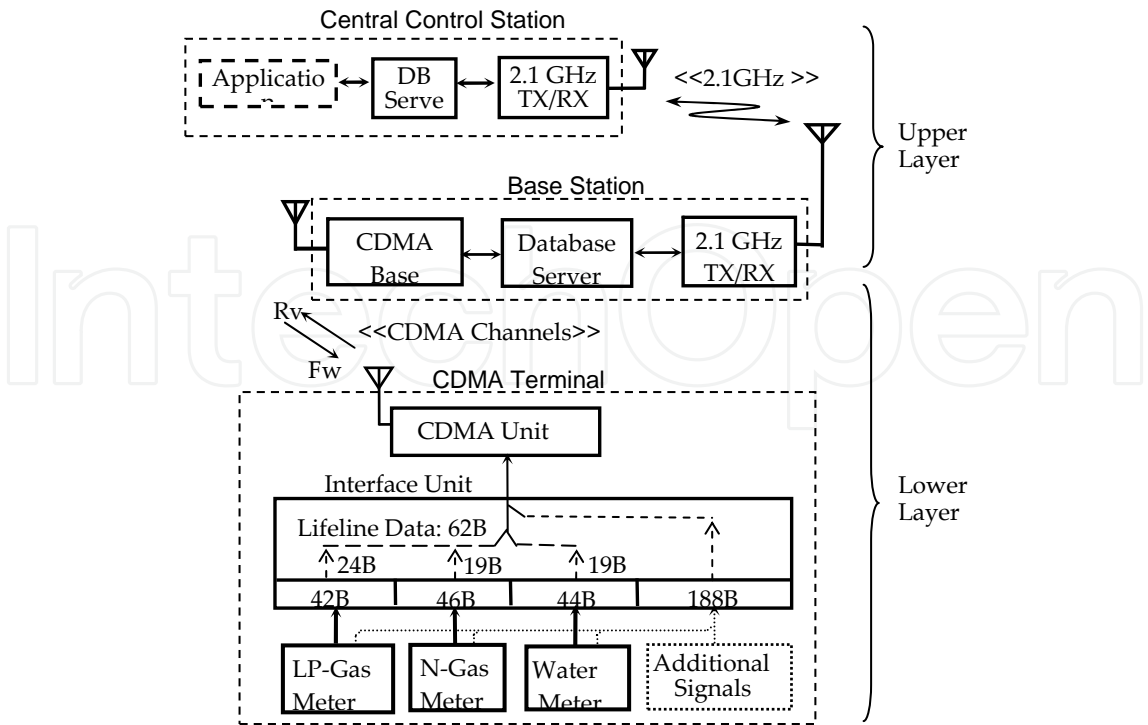 Central Control Station
Applicatio
DB
Serve
2.1 GHz
TX/RX
<<2.1GHz >>
Upper
Layer
Base Station
CDMA
Base
Database
Server
2.1 GHz
TX/RX
IntechOpen
Rv
<<CDMA Channels>>
Fw
CDMA Terminal
CDMA Unit
Interface Unit
Lower
Layer
Lifeline Data: 62B
24B
19B
19B
42B
46B
44B
188B
LP-Gas
Meter
N-Gas
Meter
Water
Meter
Additional
Signals